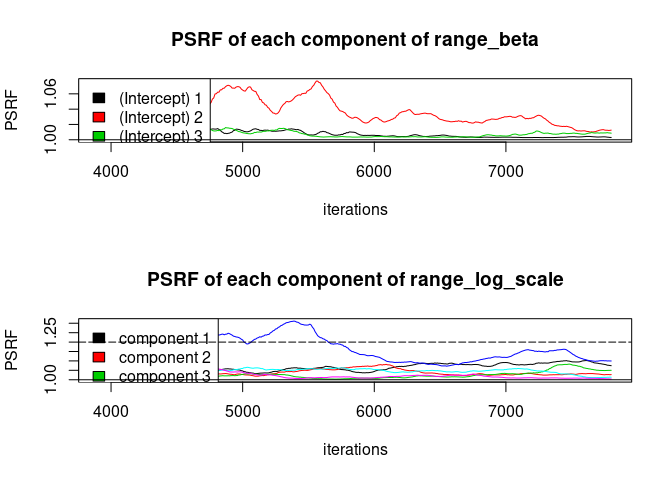 PSRF of each component of range_beta
PSRF
1.00
1.06
(Intercept) 1
(Intercept) 2
(Intercept) 3
4000 5000 6000 7000
iterations
PSRF of each component of range_log_scale
PSRF
1.00
1.25
component 1
component 2
component 3
4000 5000 6000 7000
iterations